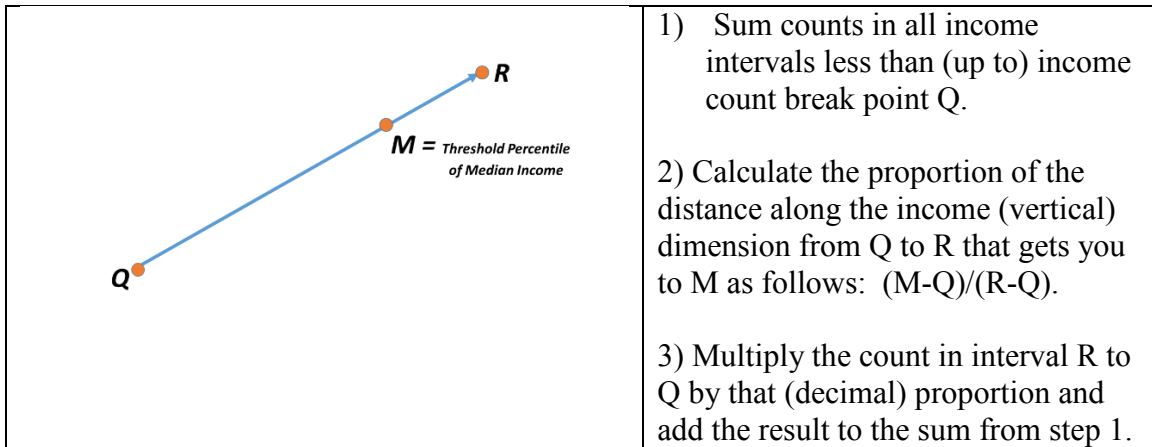 R
M = Threshold Percentile
of Median Income
Q
1) Sum counts in all income
intervals less than (up to) income
count break point Q.
2) Calculate the proportion of the
distance along the income (vertical)
dimension from Q to R that gets you
to M as follows: (M-Q)/(R-Q).
3) Multiply the count in interval R to
Q by that (decimal) proportion and
add the result to the sum from step 1.